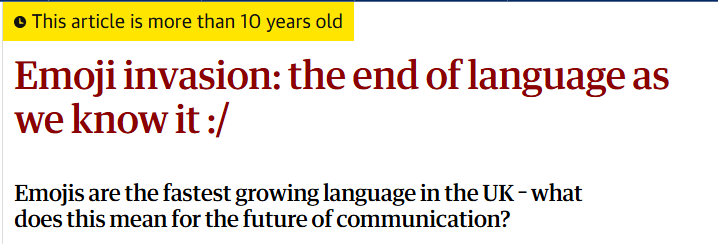 This article is more than 10 years old
Emoji invasion: the end of language as
we know it :/
Emojis are the fastest growing language in the UK – what
does this mean for the future of communication?